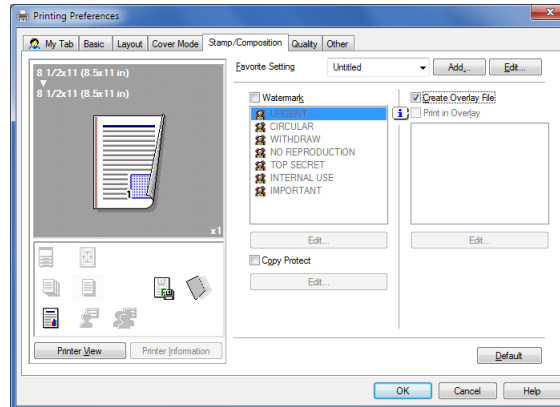 Printing Preferences
My Tab Basic Layout Cover Mode Stamp/Composition Quality Other
8 1/2x11 (8.5x11 in)
8 1/2x11 (8.5x11 in)
x1
Printer View Printer Information
Favorite Setting Untitled Add... Edit...
Watermark
URGENT
CIRCULAR
WITHDRAW
NO REPRODUCTION
TOP SECRET
INTERNAL USE
IMPORTANT
Edit...
Copy Protect
Edit...
Create Overlay File
Print in Overlay
Edit...
Default
OK Cancel Help